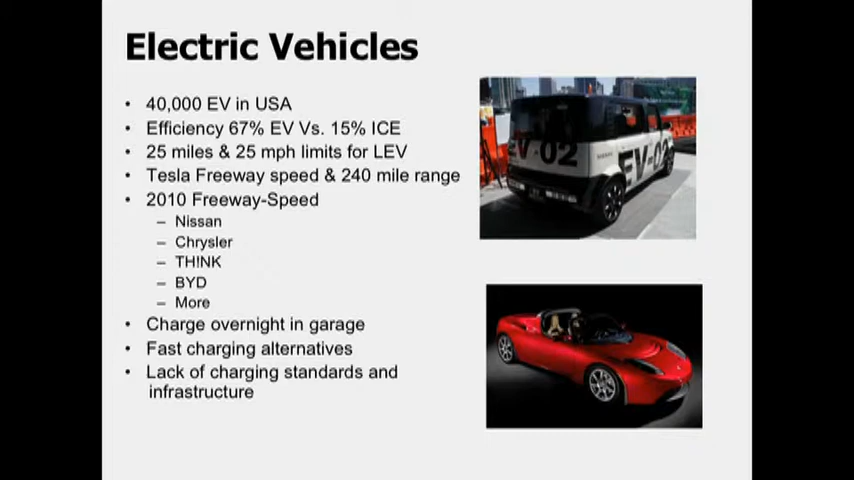 Electric Vehicles
• 40,000 EV in USA
• Efficiency 67% EV Vs. 15% ICE
• 25 miles & 25 mph limits for LEV
• Tesla Freeway speed & 240 mile range
• 2010 Freeway-Speed
– Nissan
– Chrysler
– TH!NK
– BYD
– More
• Charge overnight in garage
• Fast charging alternatives
• Lack of charging standards and
infrastructure
EV-02
EV-02